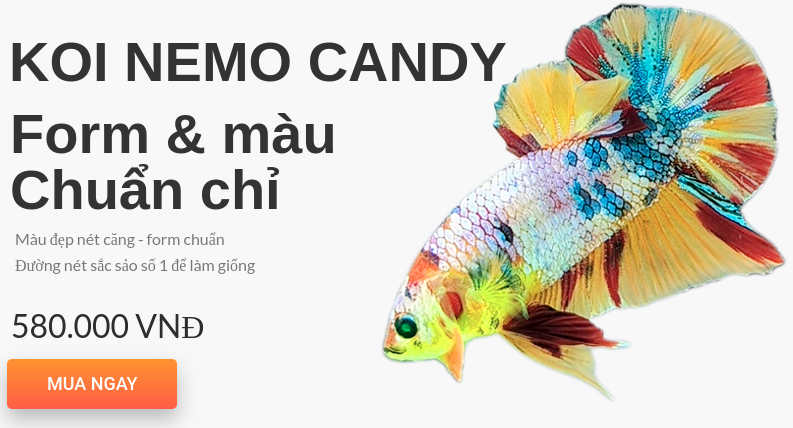 KOI NEMO CANDY
Form & màu
Chuẩn chỉ
Màu đẹp nét căng - form chuẩn
Đường nét sắc sảo số 1 để làm giống
580.000 VNĐ
MUA NGAY